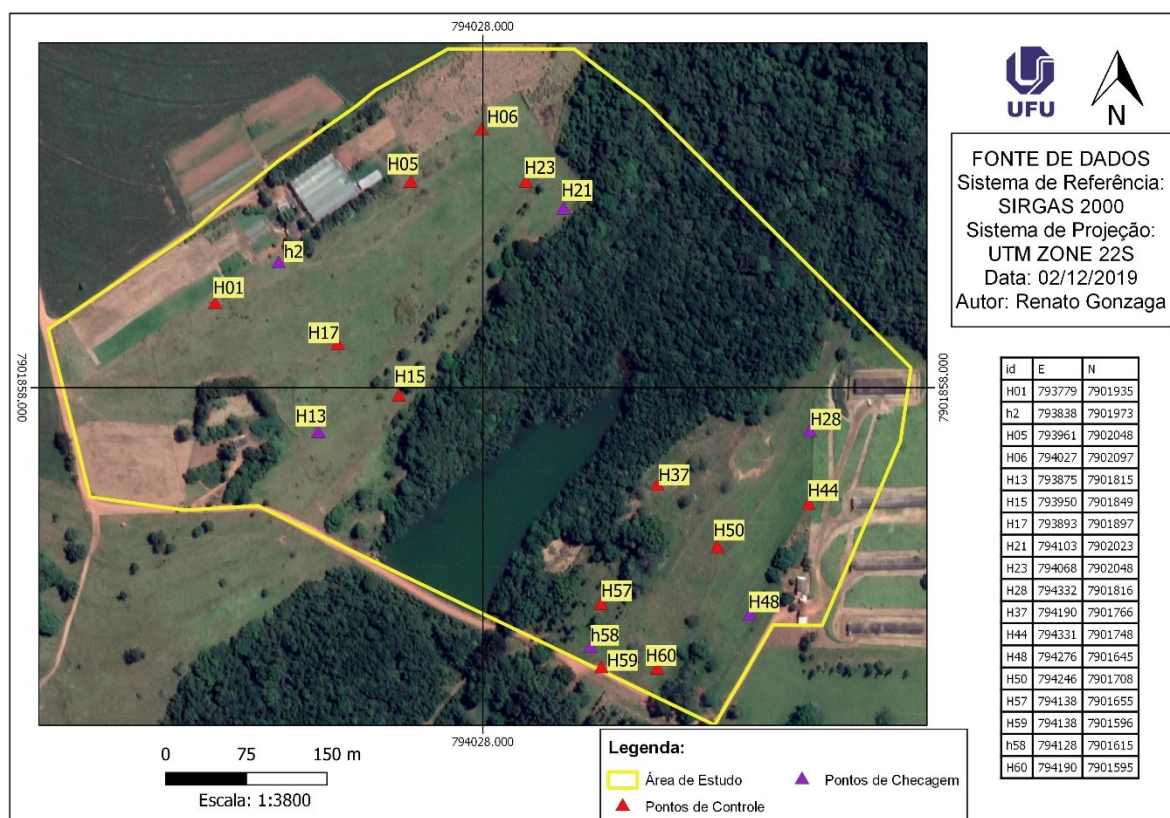 794028.000
UFU
N
FONTE DE DADOS
Sistema de Referência:
SIRGAS 2000
Sistema de Projeção:
UTM ZONE 22S
Data: 02/12/2019
Autor: Renato Gonzaga
H06
H05
H23
H21
h2
H01
H17
7901858.000
7901858.000
H15
H13
H28
H37
H44
H50
H57
H48
h58
H59
H60
id E N
H01 793779 7901935
h2 793838 7901973
H05 793961 7902048
H06 794027 7902097
H13 793875 7901815
H15 793950 7901849
H17 793893 7901897
H21 794103 7902023
H23 794068 7902048
H28 794332 7901816
H37 794190 7901766
H44 794331 7901748
H48 794276 7901645
H50 794246 7901708
H57 794138 7901655
H59 794138 7901596
h58 794128 7901615
H60 794190 7901595
794028.000
0 75 150 m
Escala: 1:3800
Legenda:
Área de Estudo
Pontos de Checagem
Pontos de Controle